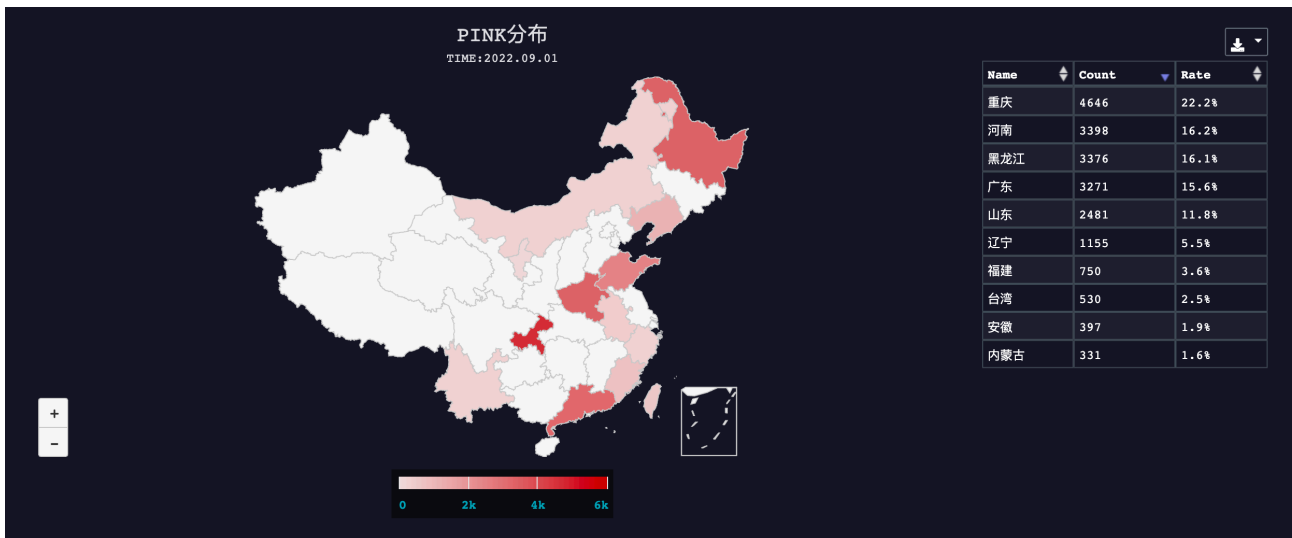 PINK分布
TIME:2022.09.01
Name Count Rate
重庆 4646 22.2%
河南 3398 16.2%
黑龙江 3376 16.1%
广东 3271 15.6%
山东 2481 11.8%
辽宁 1155 5.5%
福建 750 3.6%
台湾 530 2.5%
安徽 397 1.9%
内蒙古 331 1.6%
+
−
0 2k 4k 6k